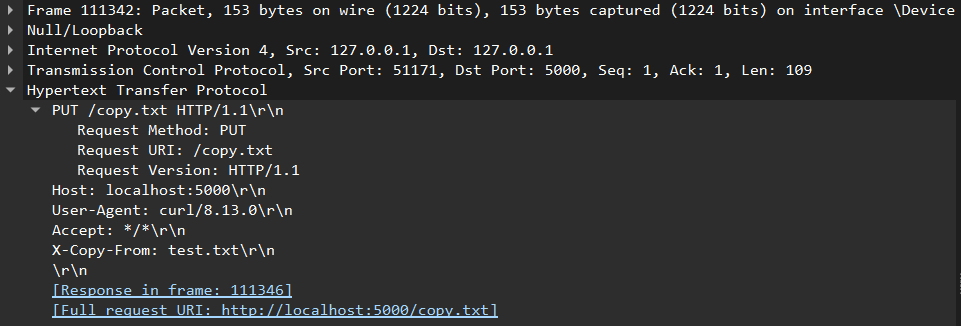 Frame 111342: Packet, 153 bytes on wire (1224 bits), 153 bytes captured (1224 bits) on interface \Device
Null/Loopback
Internet Protocol Version 4, Src: 127.0.0.1, Dst: 127.0.0.1
Transmission Control Protocol, Src Port: 51171, Dst Port: 5000, Seq: 1, Ack: 1, Len: 109
Hypertext Transfer Protocol
PUT /copy.txt HTTP/1.1\r\n
Request Method: PUT
Request URI: /copy.txt
Request Version: HTTP/1.1
Host: localhost:5000\r\n
User-Agent: curl/8.13.0\r\n
Accept: */*\r\n
X-Copy-From: test.txt\r\n
\r\n
[Response in frame: 111346]
[Full request URI: http://localhost:5000/copy.txt]